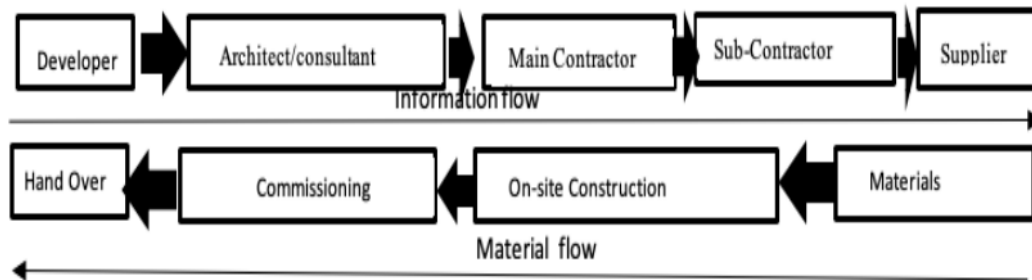 Developer
Architect/consultant
Main Contractor
Sub-Contractor
Supplier
Information flow
Hand Over
Commissioning
On-site Construction
Materials
Material flow